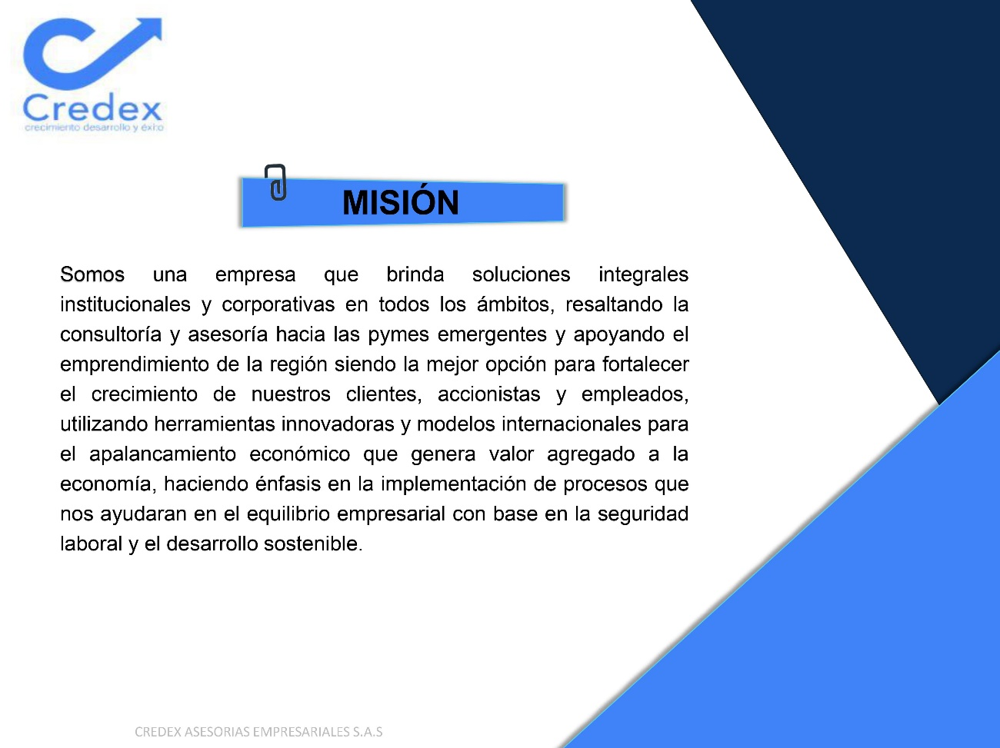 Credex
crecimiento desarrollo y éxito
MISIÓN
Somos una empresa que brinda soluciones integrales
institucionales y corporativas en todos los ámbitos, resaltando la
consultoría y asesoría hacia las pymes emergentes y apoyando el
emprendimiento de la región siendo la mejor opción para fortalecer
el crecimiento de nuestros clientes, accionistas y empleados,
utilizando herramientas innovadoras y modelos internacionales para
el apalancamiento económico que genera valor agregado a la
economía, haciendo énfasis en la implementación de procesos que
nos ayudaran en el equilibrio empresarial con base en la seguridad
laboral y el desarrollo sostenible.
CREDEX ASESORIAS EMPRESARIALES S.A.S